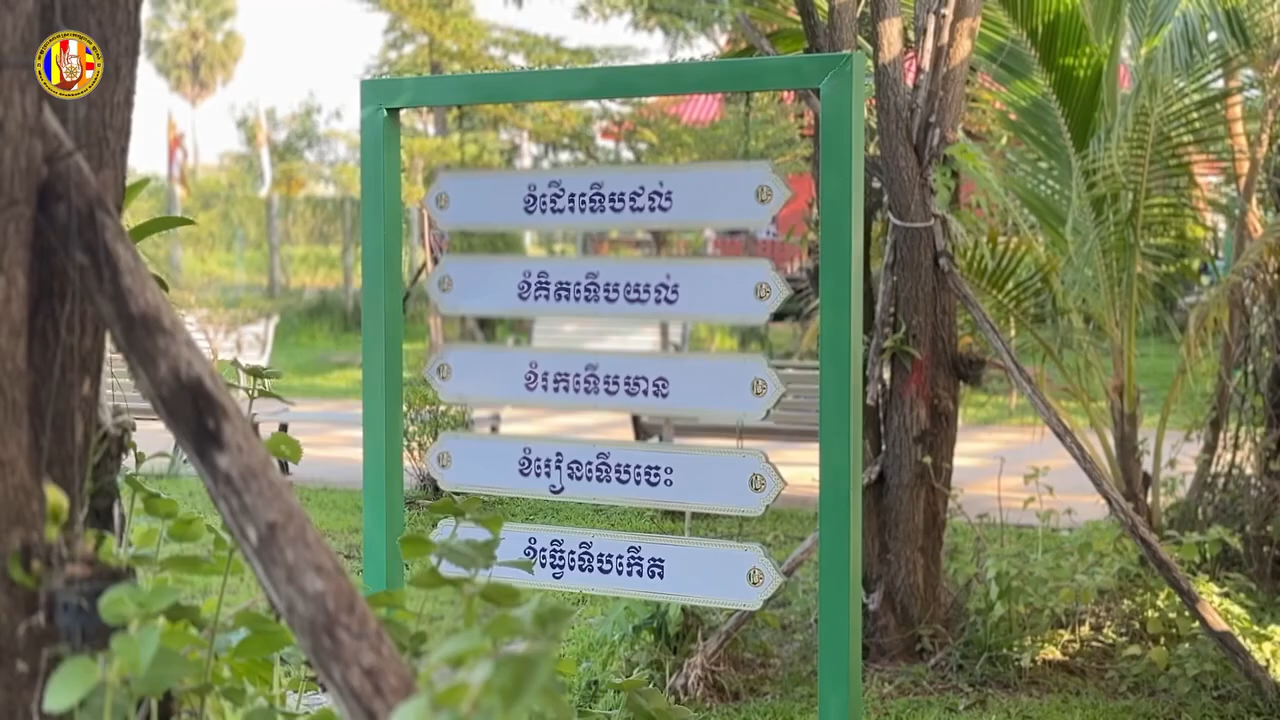 ខំដើរទើបដល់
ខំគិតទើបយល់
ខំរកទើបមាន
ខំរៀនទើបចេះ
ខំធ្វើទើបកើត